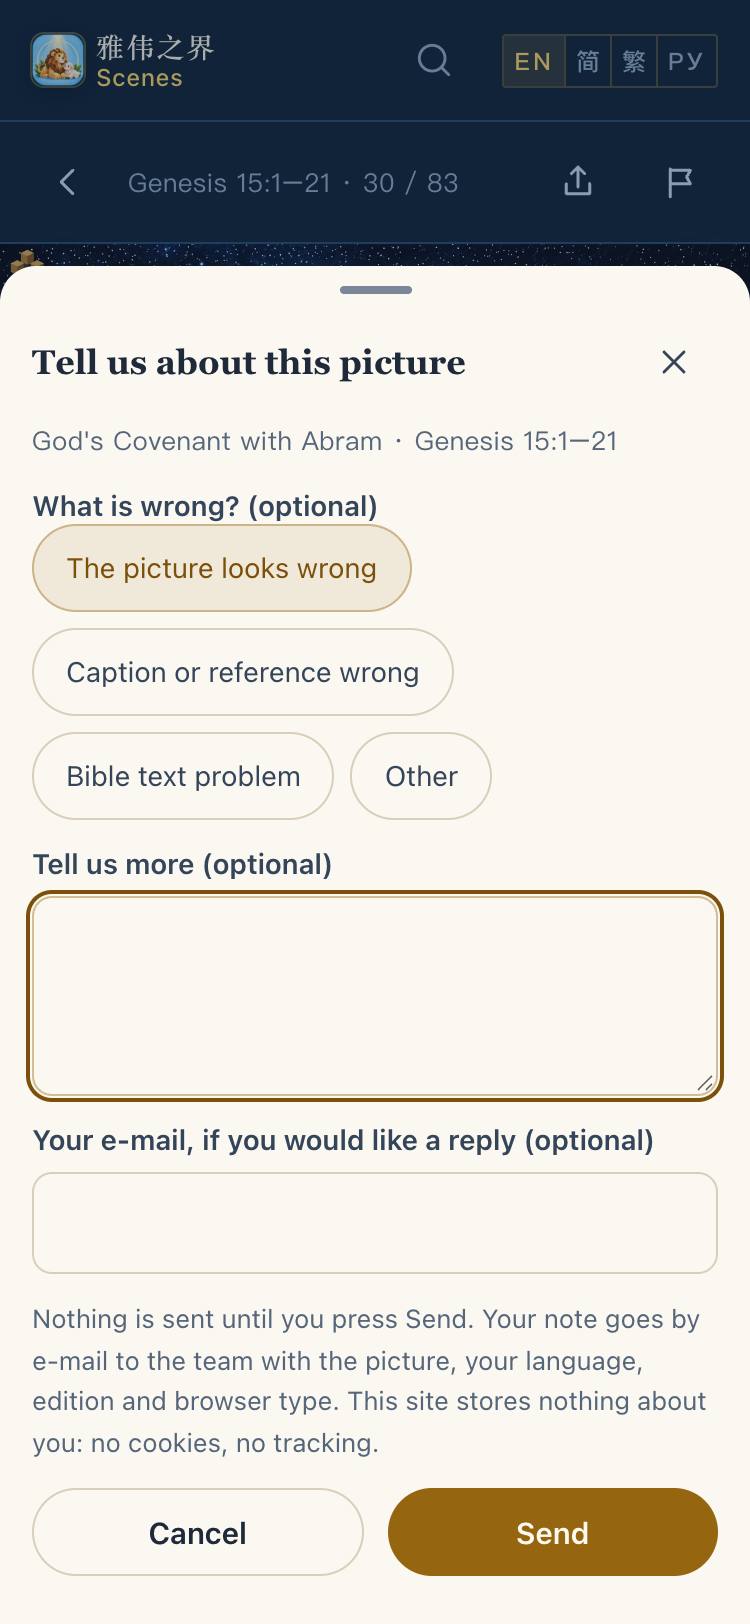 雅伟之界
Scenes
EN 简 繁 РУ
Genesis 15:1—21 · 30 / 83
Tell us about this picture
God's Covenant with Abram · Genesis 15:1—21
What is wrong? (optional)
The picture looks wrong
Caption or reference wrong
Bible text problem Other
Tell us more (optional)
Your e-mail, if you would like a reply (optional)
Nothing is sent until you press Send. Your note goes by
e-mail to the team with the picture, your language,
edition and browser type. This site stores nothing about
you: no cookies, no tracking.
Cancel Send